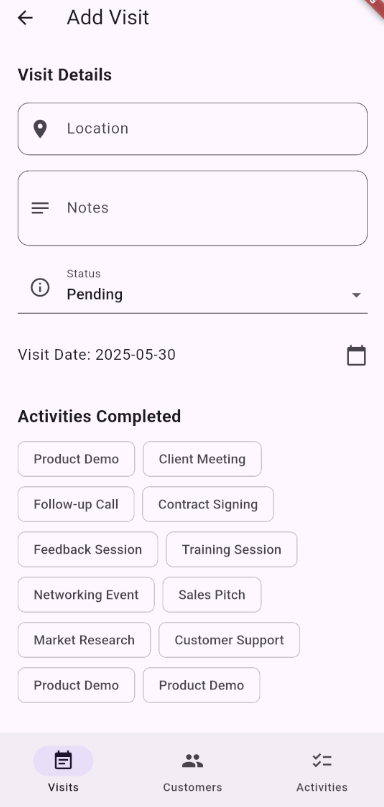 Add Visit
Visit Details
Location
Notes
Status
Pending
Visit Date: 2025-05-30
Activities Completed
Product Demo Client Meeting
Follow-up Call Contract Signing
Feedback Session Training Session
Networking Event Sales Pitch
Market Research Customer Support
Product Demo Product Demo
Visits Customers Activities